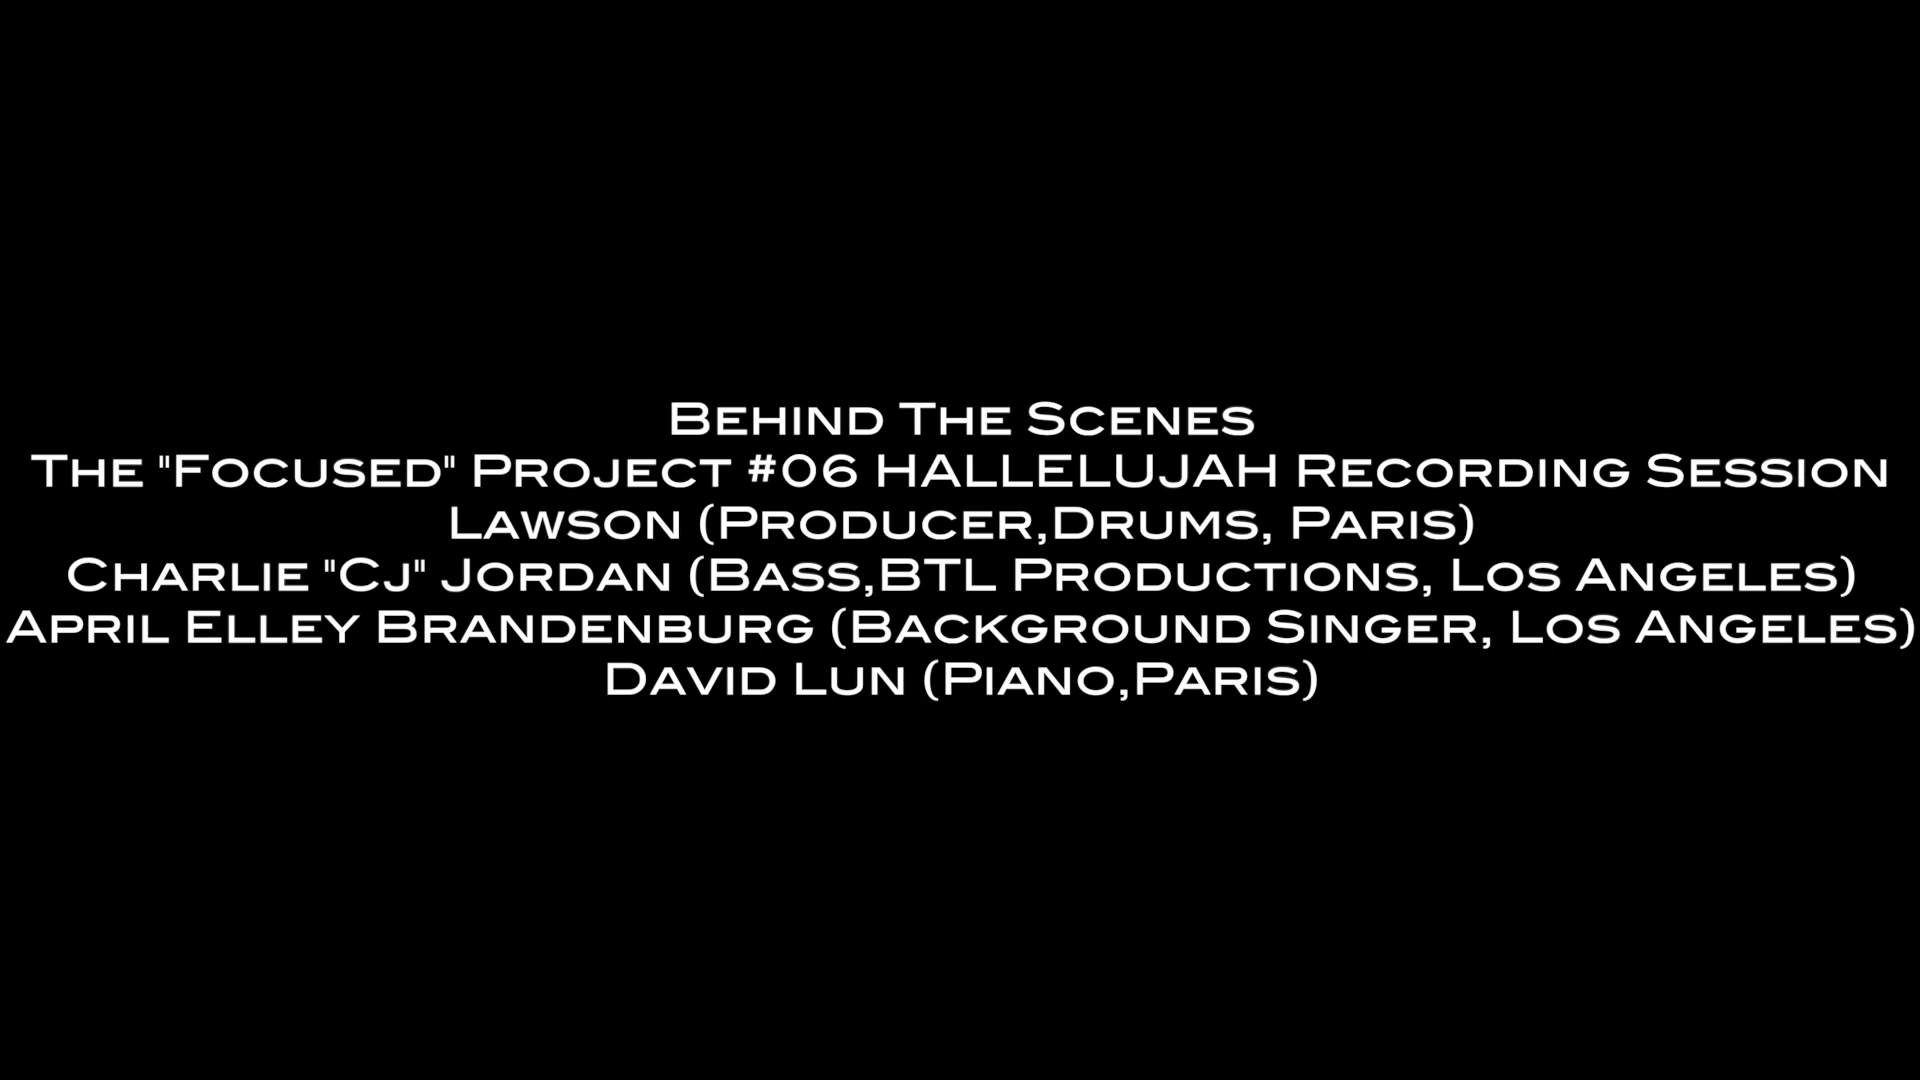 Behind The Scenes
The "Focused" Project #06 HALLELUJAH Recording Session
Lawson (Producer,Drums, Paris)
Charlie "Cj" Jordan (Bass,BTL Productions, Los Angeles)
April Elley Brandenburg (Background Singer, Los Angeles)
David Lun (Piano,Paris)